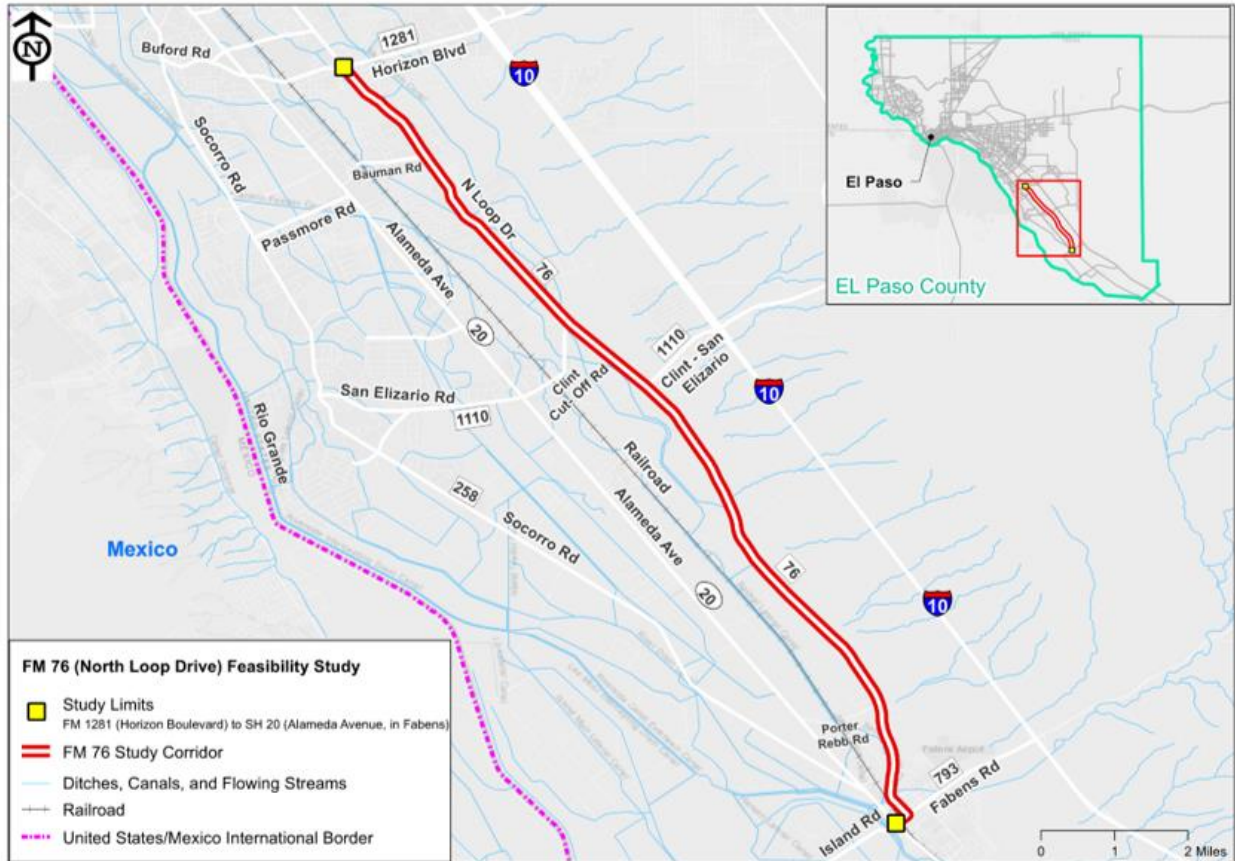 N
Buford Rd
1281
Horizon Blvd
10
Socorro Rd
Bauman Rd
N Loop Dr
Passmore Rd
Alameda Ave
76
20
1110
Clint - San
Elizario
10
San Elizario Rd
1110
Clint
Cut- Off Rd
Rio Grande
Railroad
258
Socorro Rd
Alameda Ave
Mexico
76
20
10
Porter
Rebb Rd
793
Fabens Rd
Island Rd
0 1 2 Miles
El Paso
EL Paso County
FM 76 (North Loop Drive) Feasibility Study
Study Limits
FM 1281 (Horizon Boulevard) to SH 20 (Alameda Avenue, in Fabens)
FM 76 Study Corridor
Ditches, Canals, and Flowing Streams
Railroad
United States/Mexico International Border